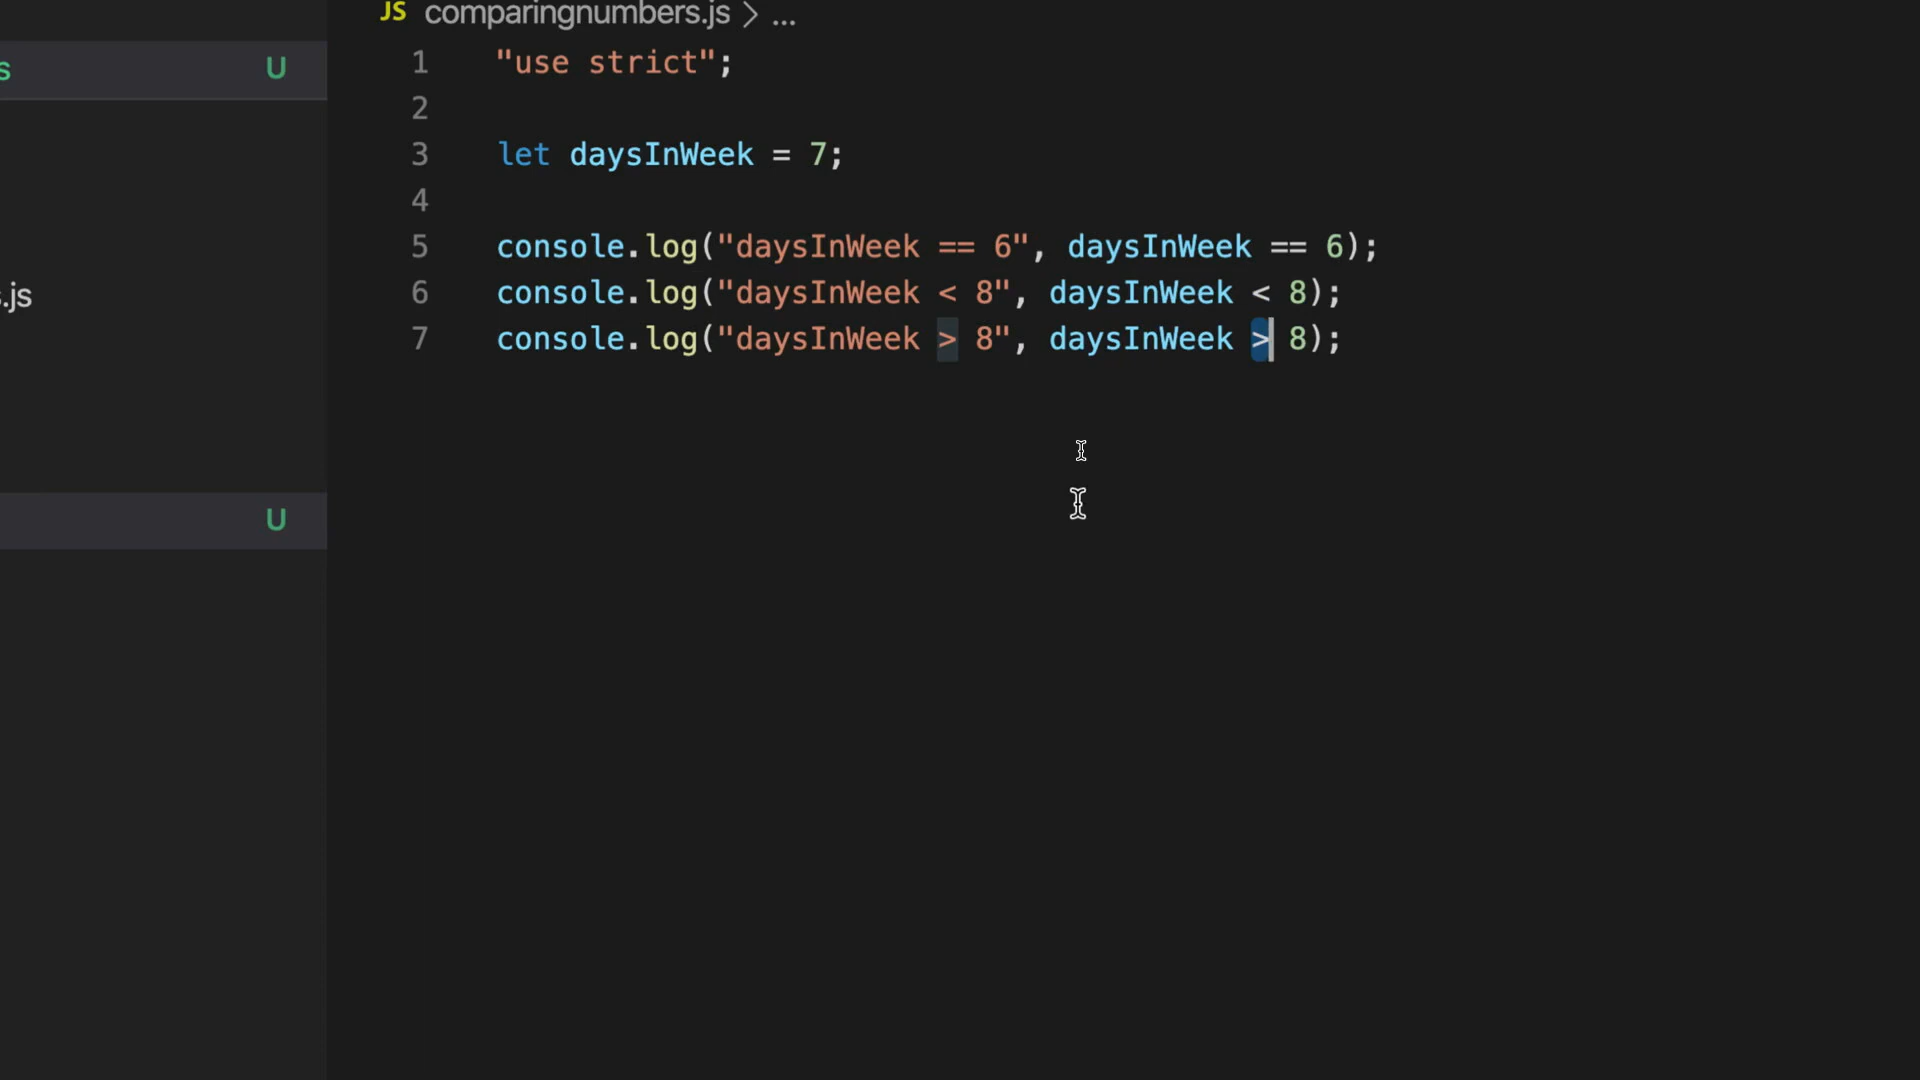 JS comparingnumbers.js > ...
s U
1 "use strict";
2
3 let daysInWeek = 7;
4
5 console.log("daysInWeek == 6", daysInWeek == 6);
.js
6 console.log("daysInWeek < 8", daysInWeek < 8);
7 console.log("daysInWeek > 8", daysInWeek > 8);
U